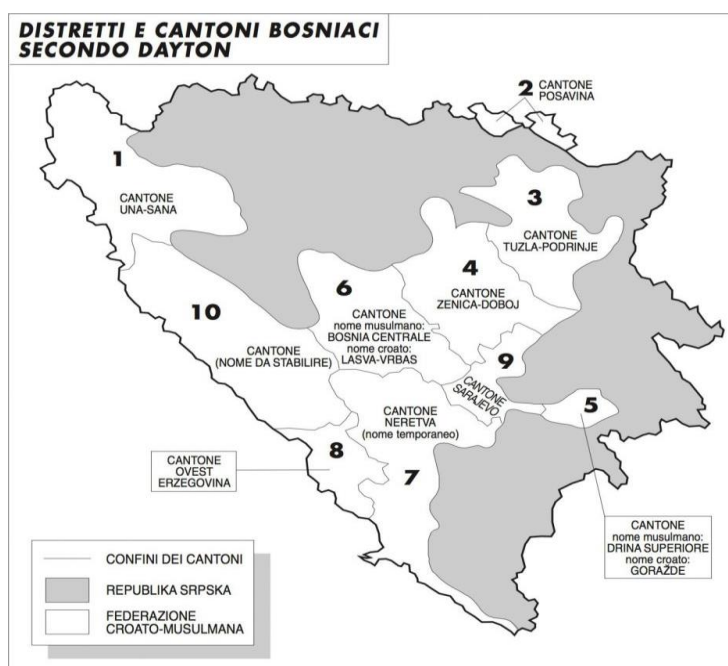 DISTRETTI E CANTONI BOSNIACI
SECONDO DAYTON
2 CANTONE
POSAVINA
1
CANTONE
UNA-SANA
3
CANTONE
TUZLA-PODRINJE
4
CANTONE
ZENICA-DOBOJ
6
CANTONE
nome musulmano:
BOSNIA CENTRALE
nome croato:
LASVA-VRBAS
10
CANTONE
(NOME DA STABILIRE)
9
CANTONE
SARAJEVO
5
CANTONE
NERETVA
(nome temporaneo)
8
CANTONE
OVEST
ERZEGOVINA
7
CANTONE
nome musulmano:
DRINA SUPERIORE
nome croato:
GORAŽDE
CONFINI DEI CANTONI
REPUBLIKA SRPSKA
FEDERAZIONE
CROATO-MUSULMANA